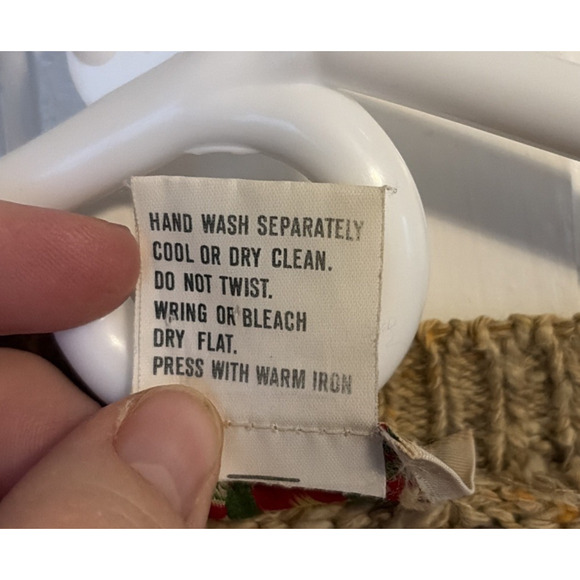 HAND WASH SEPARATELY
COOL OR DRY CLEAN.
DO NOT TWIST.
WRING OR BLEACH
DRY FLAT.
PRESS WITH WARM IRON